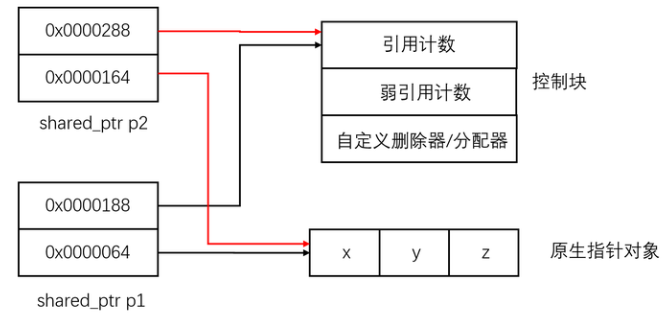 0x0000288
0x0000164
shared_ptr p2
引用计数
弱引用计数
自定义删除器/分配器
控制块
0x0000188
0x0000064
shared_ptr p1
x
y
z
原生指针对象